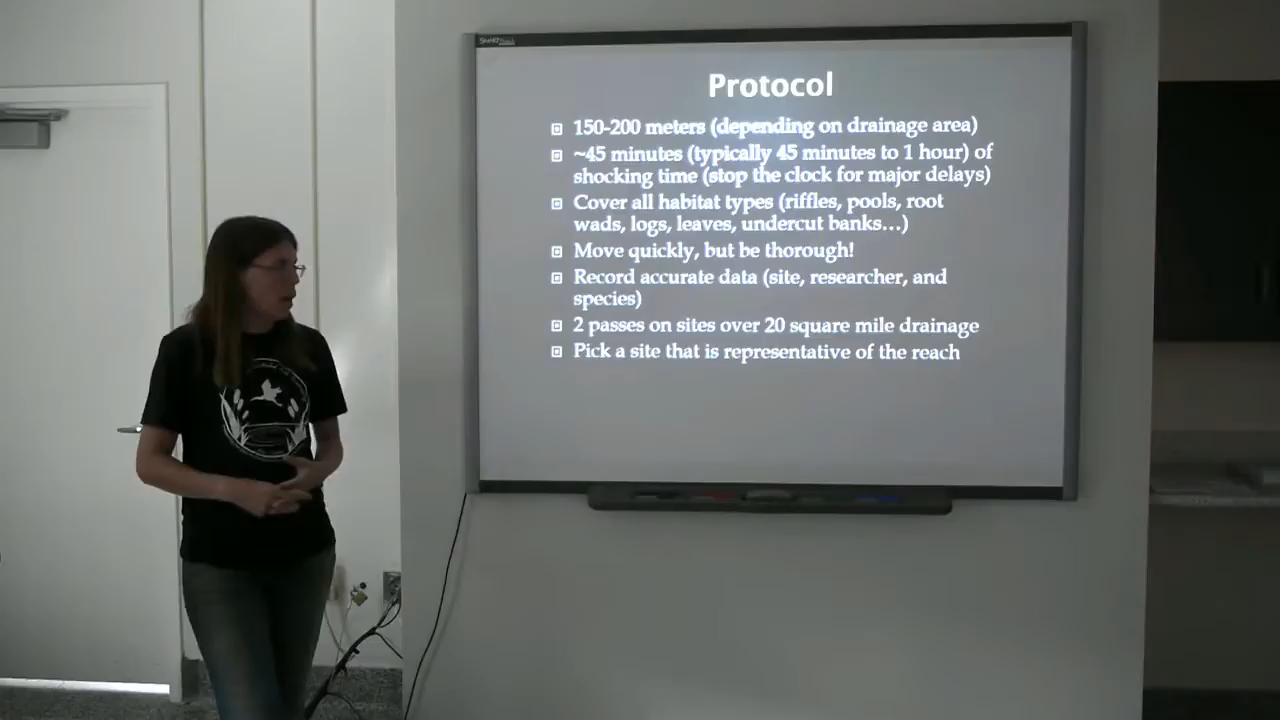 Protocol
150-200 meters (depending on drainage area)
~45 minutes (typically 45 minutes to 1 hour) of
shocking time (stop the clock for major delays)
Cover all habitat types (riffles, pools, root
wads, logs, leaves, undercut banks...)
Move quickly, but be thorough!
Record accurate data (site, researcher, and
species)
2 passes on sites over 20 square mile drainage
Pick a site that is representative of the reach